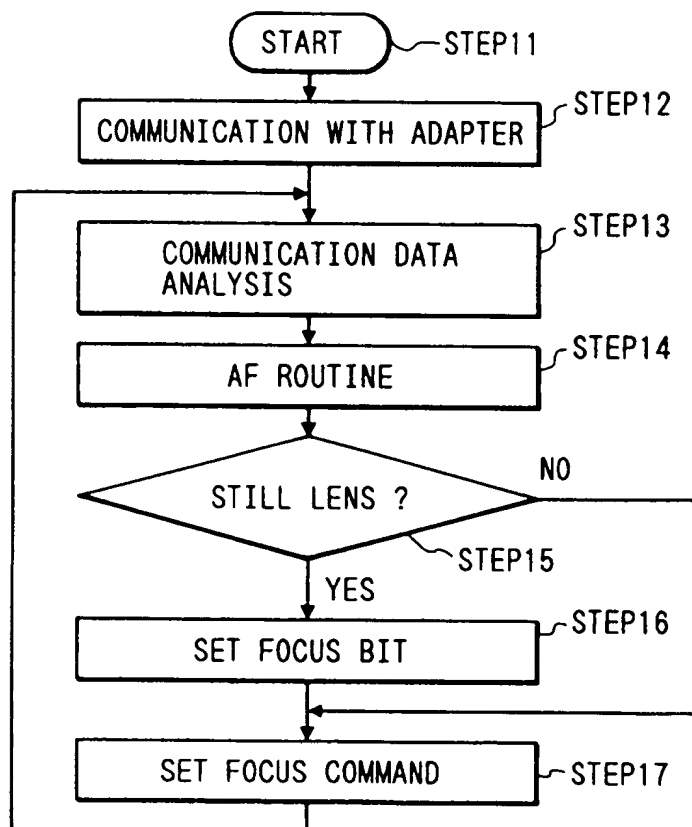 START
STEP11
STEP12
COMMUNICATION WITH ADAPTER
STEP13
COMMUNICATION DATA
ANALYSIS
STEP14
AF ROUTINE
NO
STILL LENS ?
STEP15
YES
STEP16
SET FOCUS BIT
SET FOCUS COMMAND
STEP17